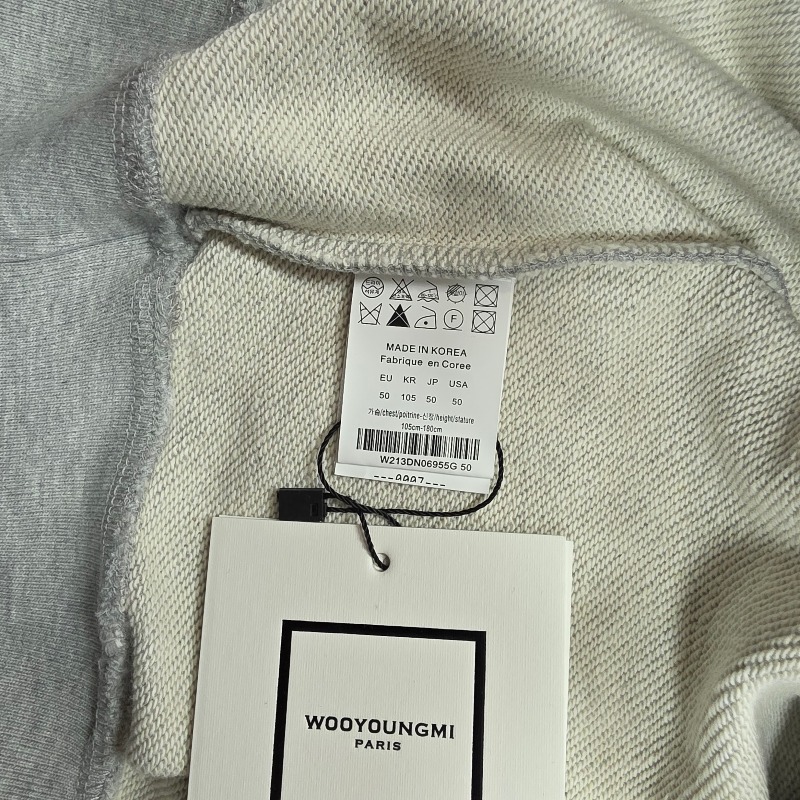 F
MADE IN KOREA
Fabrique en Coree
EU KR JP USA
50 105 50 50
가슴/chest/poitrine-신장/height/stature
105cm-180cm
W213DN06955G 50
---0007---
WOOYOUNGMI
PARIS